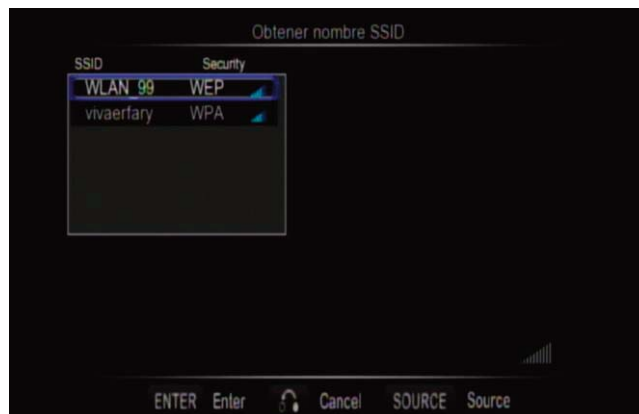 Obtener nombre SSID
SSID Security
WLAN_99 WEP
vivaerfary WPA
ENTER Enter Cancel SOURCE Source